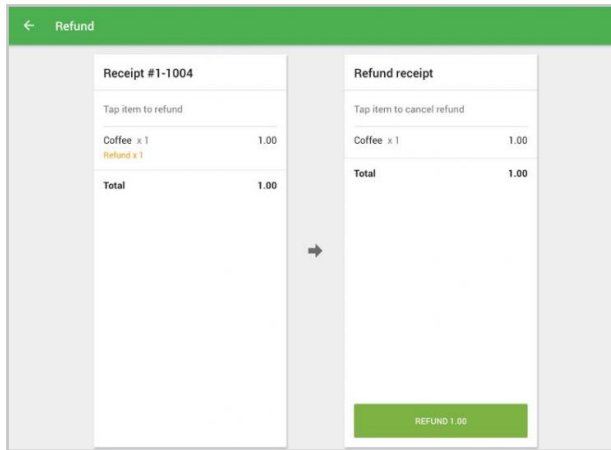 Refund
Receipt #1-1004
Tap item to refund
Coffee x 1 1.00
Refund x 1
Total 1.00
Refund receipt
Tap item to cancel refund
Coffee x 1 1.00
Total 1.00
REFUND 1.00